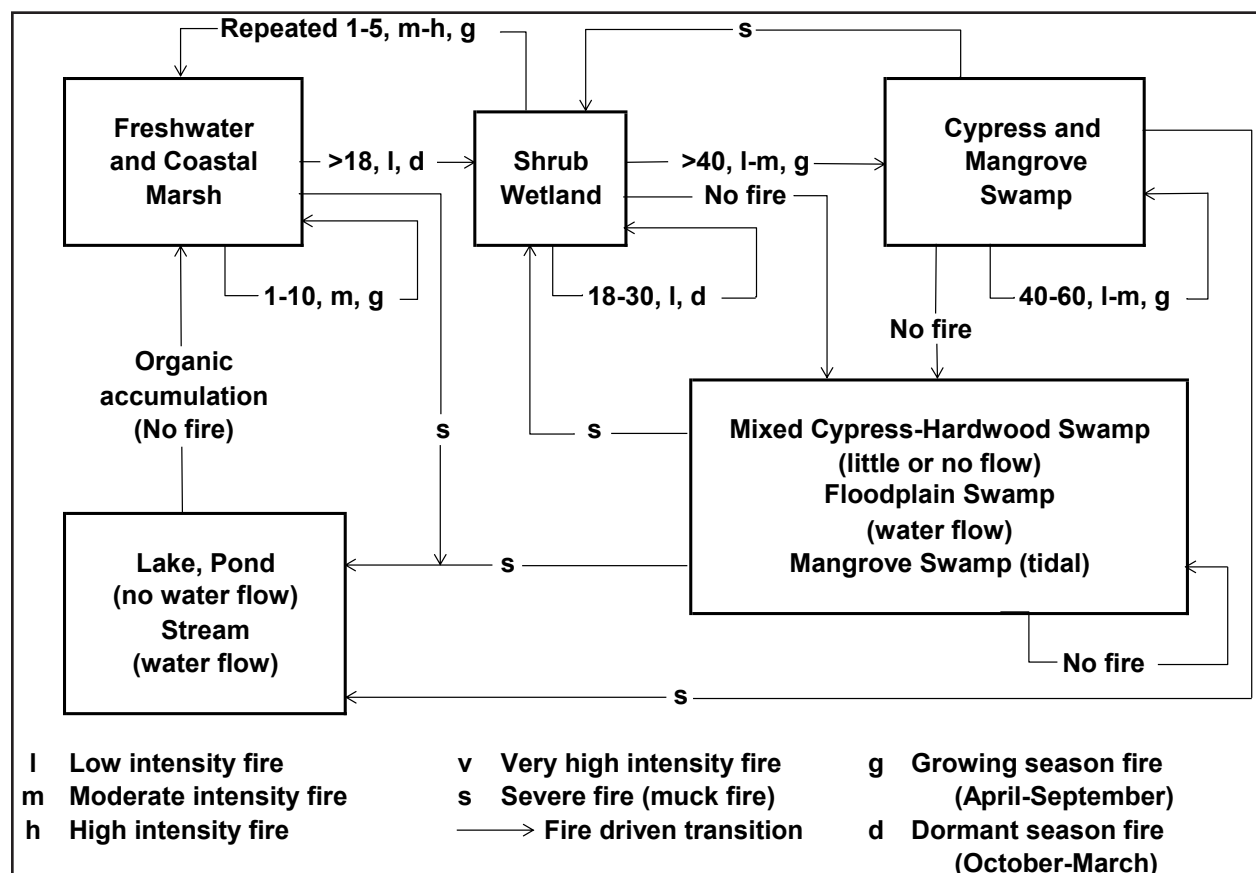 Repeated 1-5, m-h, g
s
Freshwater
and Coastal
Marsh
>18, l, d
Shrub
Wetland
>40, l-m, g
No fire
Cypress and
Mangrove
Swamp
1-10, m, g
18-30, l, d
40-60, l-m, g
No fire
Organic
accumulation
(No fire)
s
s
Mixed Cypress-Hardwood Swamp
(little or no flow)
Floodplain Swamp
(water flow)
Mangrove Swamp (tidal)
Lake, Pond
(no water flow)
Stream
(water flow)
s
No fire
s
l Low intensity fire
m Moderate intensity fire
h High intensity fire
v Very high intensity fire
s Severe fire (muck fire)
Fire driven transition
g Growing season fire
(April-September)
d Dormant season fire
(October-March)